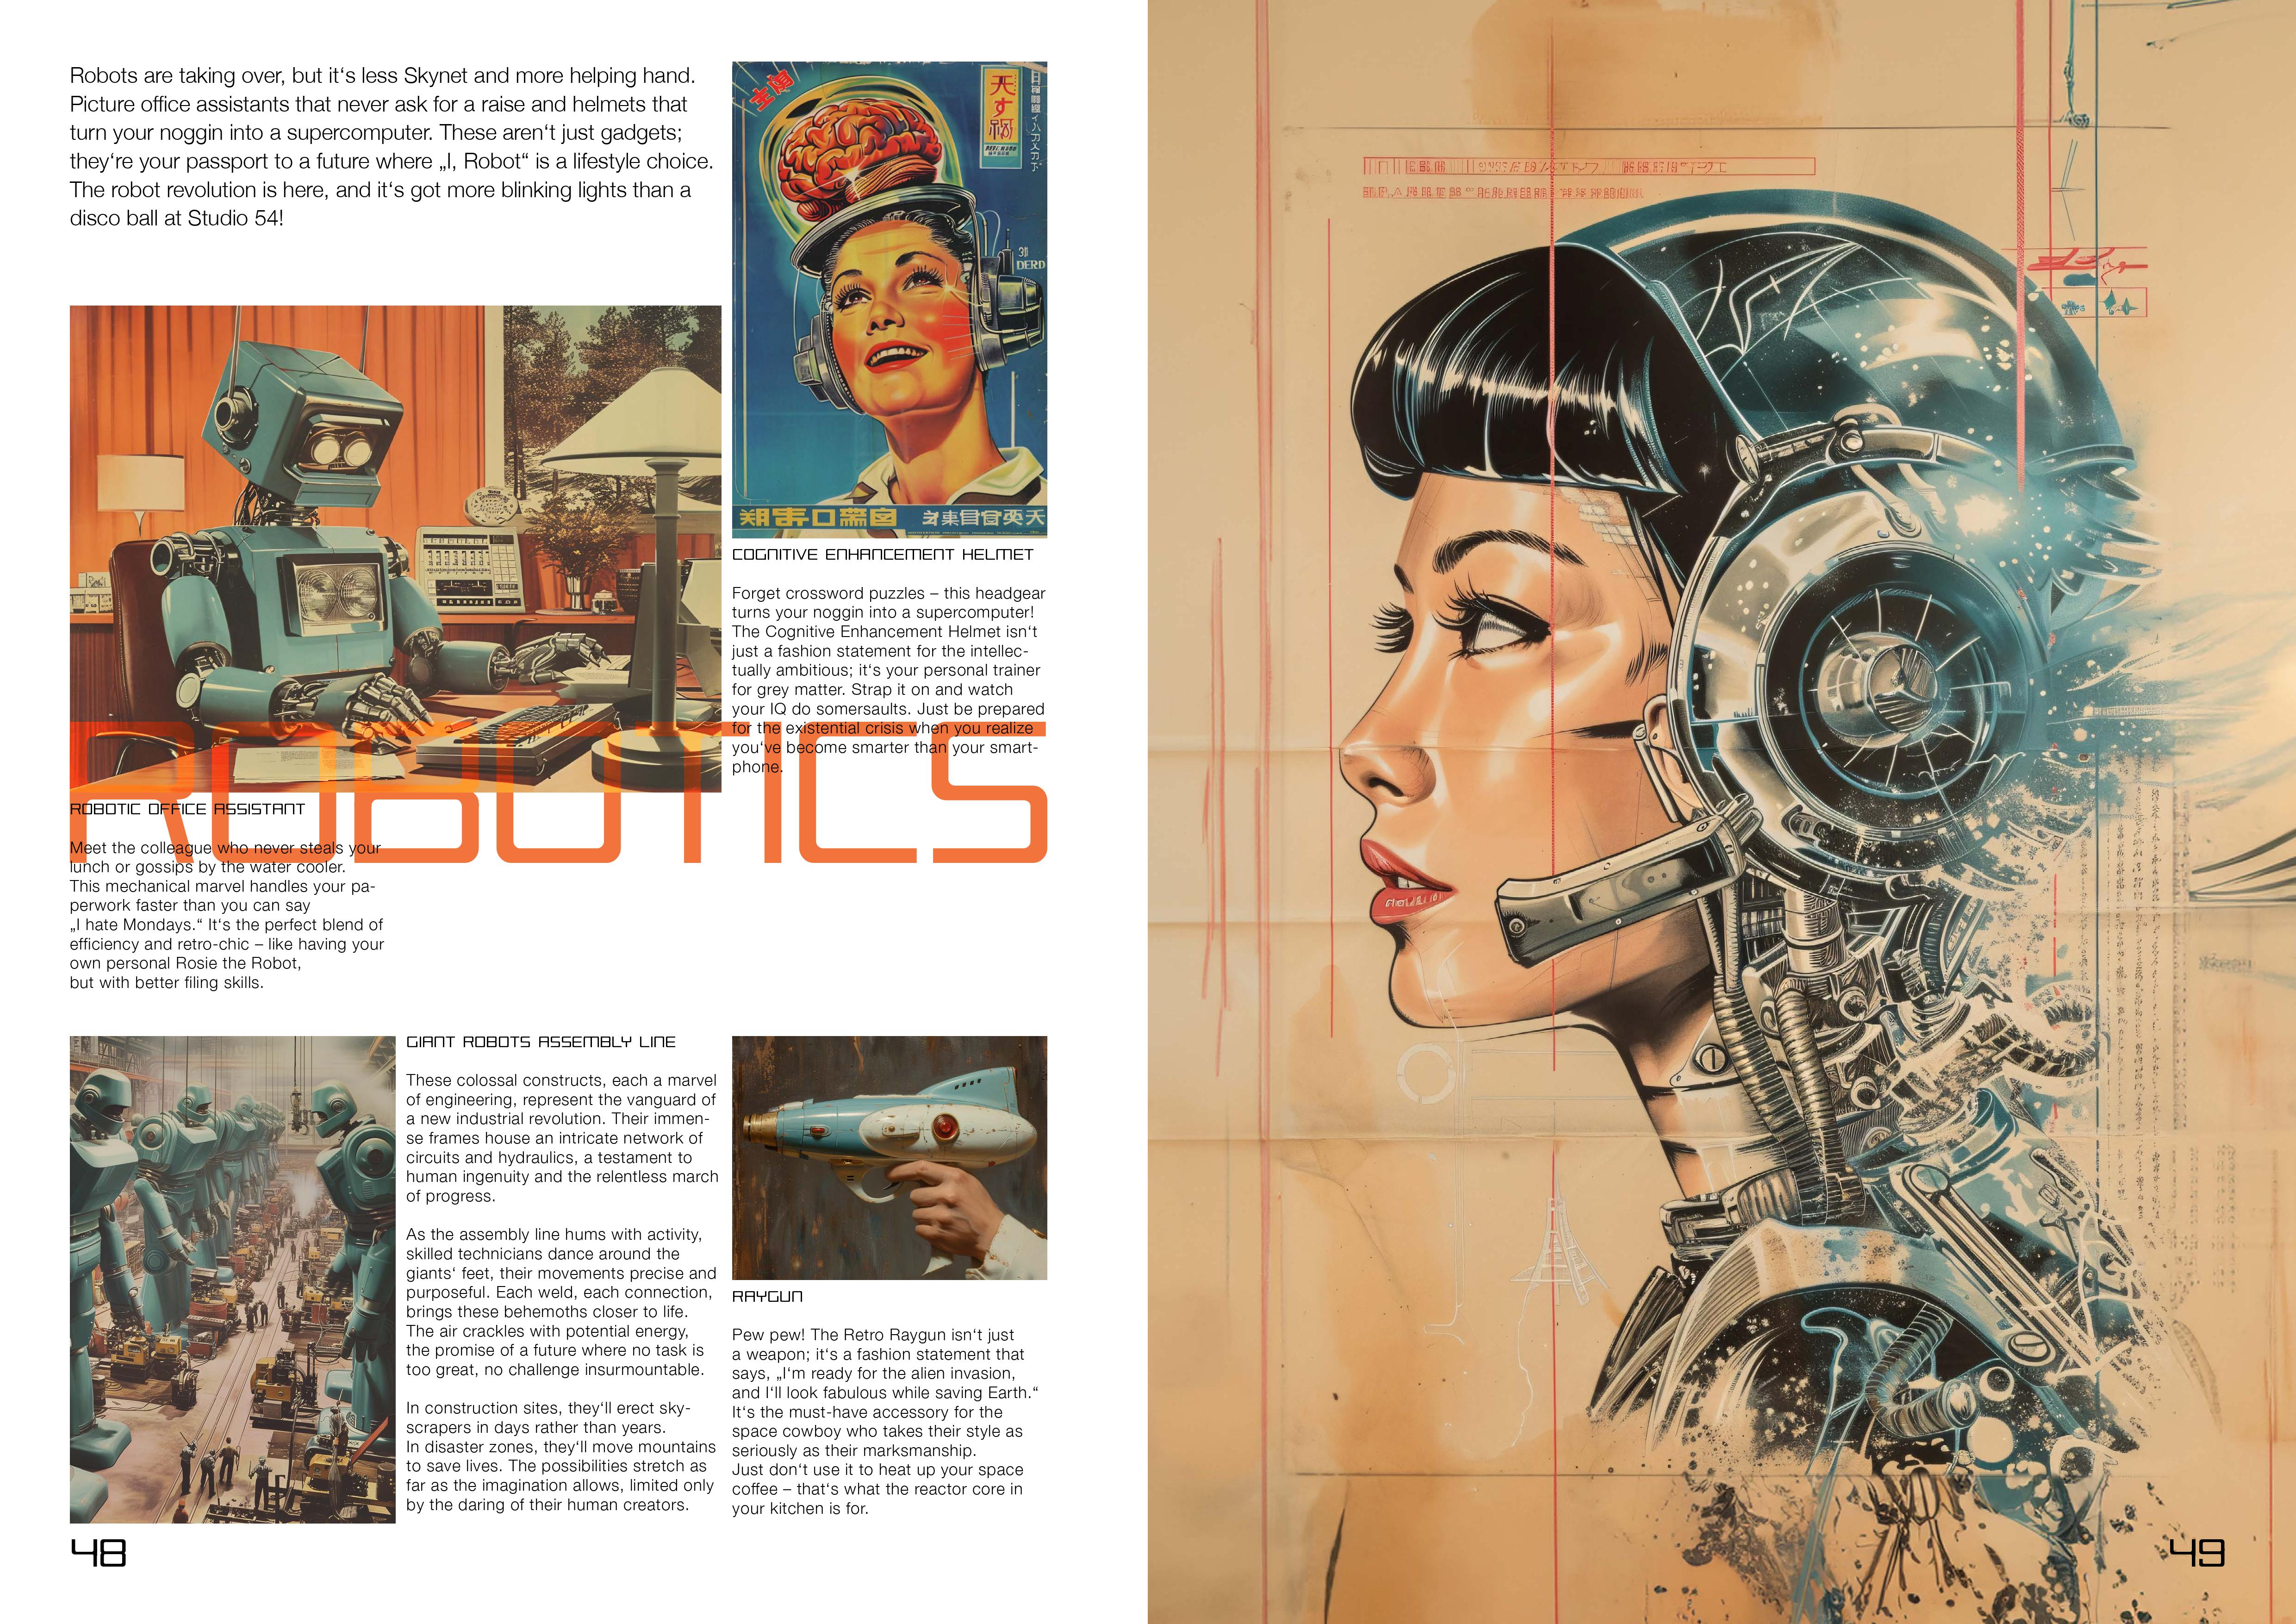 Robots are taking over, but it‘s less Skynet and more helping hand.
Picture office assistants that never ask for a raise and helmets that
turn your noggin into a supercomputer. These aren‘t just gadgets;
they‘re your passport to a future where „I, Robot“ is a lifestyle choice.
The robot revolution is here, and it‘s got more blinking lights than a
disco ball at Studio 54!
DERD
COGNITIVE ENHANCEMENT HELMET
Forget crossword puzzles – this headgear
turns your noggin into a supercomputer!
The Cognitive Enhancement Helmet isn‘t
just a fashion statement for the intellec-
tually ambitious; it‘s your personal trainer
for grey matter. Strap it on and watch
your IQ do somersaults. Just be prepared
for the existential crisis when you realize
you‘ve become smarter than your smart-
phone.
ROBOTICS
ROBOTIC OFFICE ASSISTANT
Meet the colleague who never steals your
lunch or gossips by the water cooler.
This mechanical marvel handles your pa-
perwork faster than you can say
„I hate Mondays.“ It‘s the perfect blend of
efficiency and retro-chic – like having your
own personal Rosie the Robot,
but with better filing skills.
GIANT ROBOTS ASSEMBLY LINE
These colossal constructs, each a marvel
of engineering, represent the vanguard of
a new industrial revolution. Their immen-
se frames house an intricate network of
circuits and hydraulics, a testament to
human ingenuity and the relentless march
of progress.
As the assembly line hums with activity,
skilled technicians dance around the
giants‘ feet, their movements precise and
purposeful. Each weld, each connection,
brings these behemoths closer to life.
The air crackles with potential energy,
the promise of a future where no task is
too great, no challenge insurmountable.
In construction sites, they‘ll erect sky-
scrapers in days rather than years.
In disaster zones, they‘ll move mountains
to save lives. The possibilities stretch as
far as the imagination allows, limited only
by the daring of their human creators.
RAYGUN
Pew pew! The Retro Raygun isn‘t just
a weapon; it‘s a fashion statement that
says, „I‘m ready for the alien invasion,
and I‘ll look fabulous while saving Earth.“
It‘s the must-have accessory for the
space cowboy who takes their style as
seriously as their marksmanship.
Just don‘t use it to heat up your space
coffee – that‘s what the reactor core in
your kitchen is for.
48
49